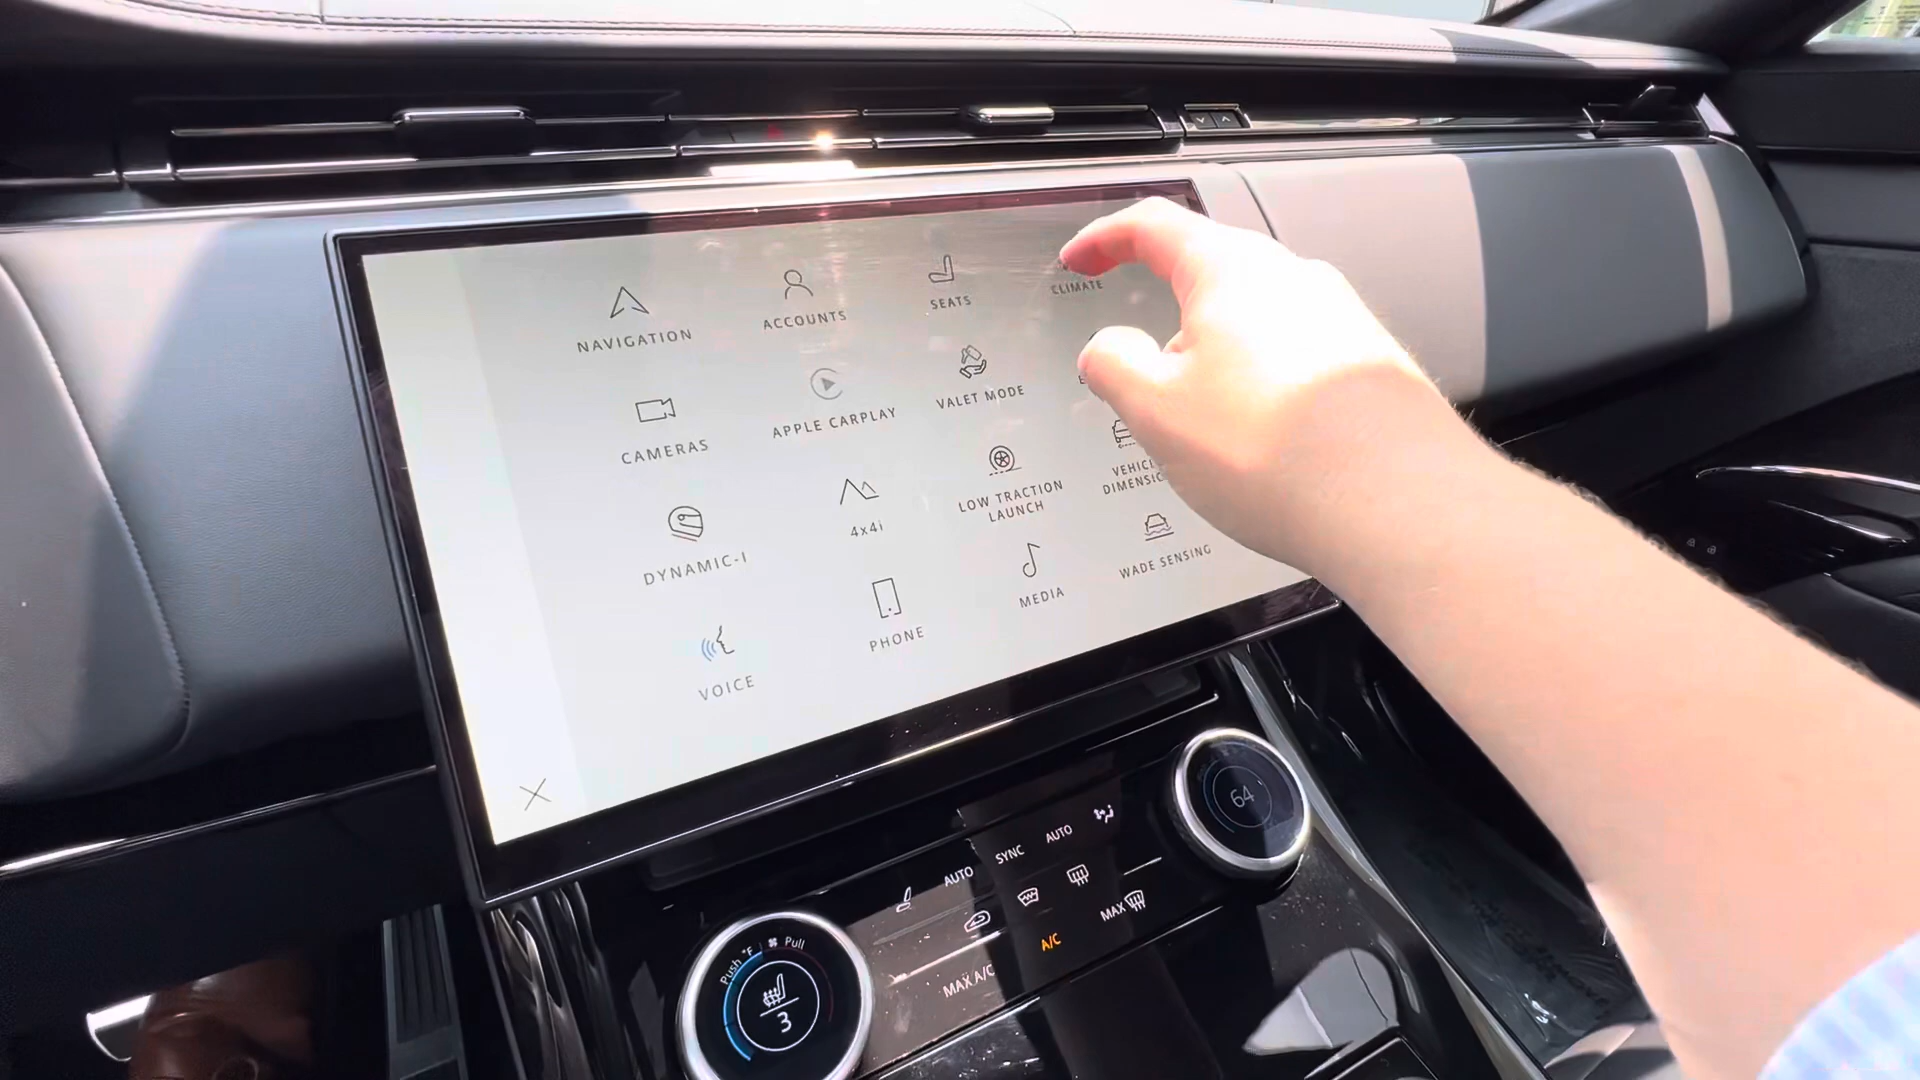 NAVIGATION
ACCOUNTS
SEATS
CLIMATE
CAMERAS
APPLE CARPLAY
VALET MODE
DYNAMIC-I
4x4i
LOW TRACTION
LAUNCH
VOICE
PHONE
MEDIA
WADE SENSING
64
AUTO
SYNC
AUTO
MAX
A/C
MAX A/C
Push °F
Pull
3